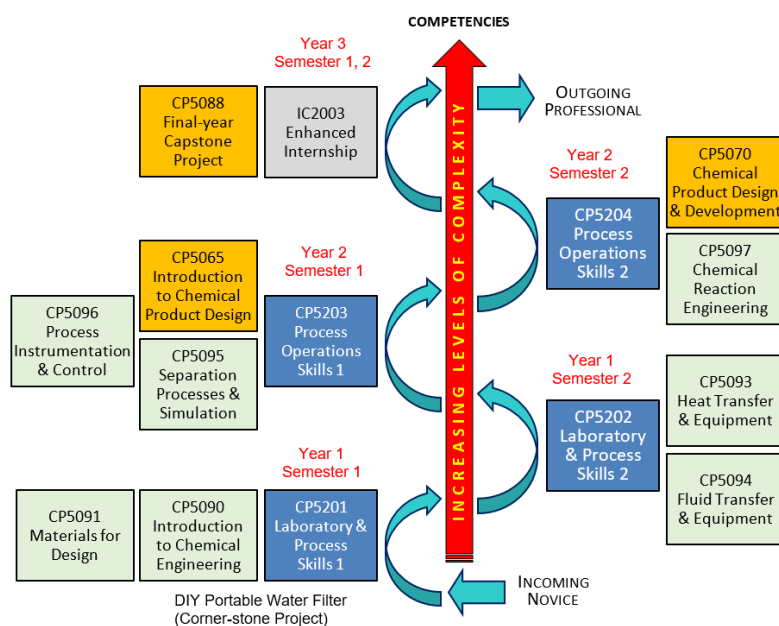 COMPETENCIES
Year 3
Semester 1, 2
CP5088
Final-year
Capstone
Project
IC2003
Enhanced
Internship
OUTGOING
PROFESSIONAL
Year 2
Semester 2
CP5070
Chemical
Product Design
& Development
CP5204
Process
Operations
Skills 2
CP5097
Chemical
Reaction
Engineering
INCREASING LEVELS OF COMPLEXITY
Year 2
Semester 1
CP5065
Introduction
to Chemical
Product Design
CP5096
Process
Instrumentation
& Control
CP5203
Process
Operations
Skills 1
CP5095
Separation
Processes &
Simulation
Year 1
Semester 2
CP5093
Heat Transfer
& Equipment
CP5202
Laboratory
& Process
Skills 2
CP5094
Fluid Transfer
& Equipment
Year 1
Semester 1
CP5091
Materials for
Design
CP5090
Introduction
to Chemical
Engineering
CP5201
Laboratory &
Process
Skills 1
INCOMING
NOVICE
DIY Portable Water Filter
(Corner-stone Project)